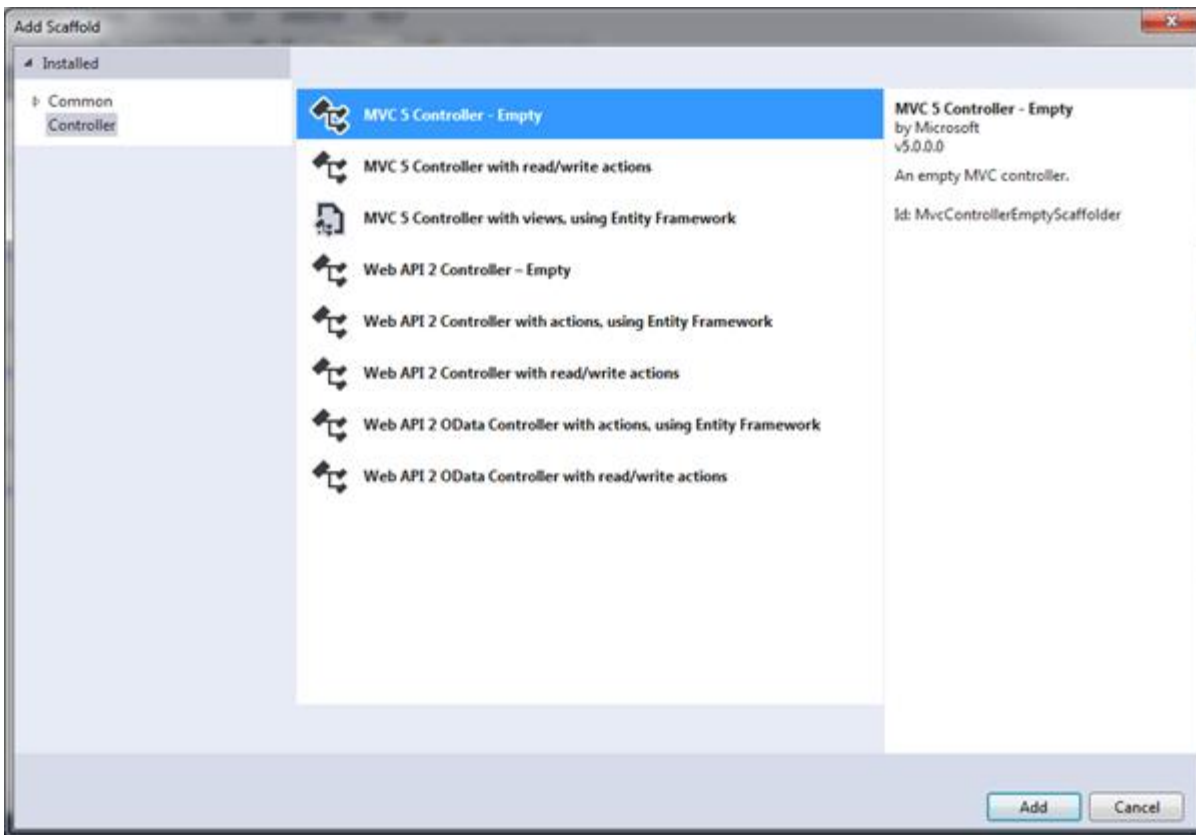 Add Scaffold
Installed
Common
Controller
MVC 5 Controller - Empty
MVC 5 Controller with read/write actions
MVC 5 Controller with views, using Entity Framework
Web API 2 Controller – Empty
Web API 2 Controller with actions, using Entity Framework
Web API 2 Controller with read/write actions
Web API 2 OData Controller with actions, using Entity Framework
Web API 2 OData Controller with read/write actions
MVC 5 Controller - Empty
by Microsoft
v5.0.0.0
An empty MVC controller.
Id: MvcControllerEmptyScaffolder
Add
Cancel